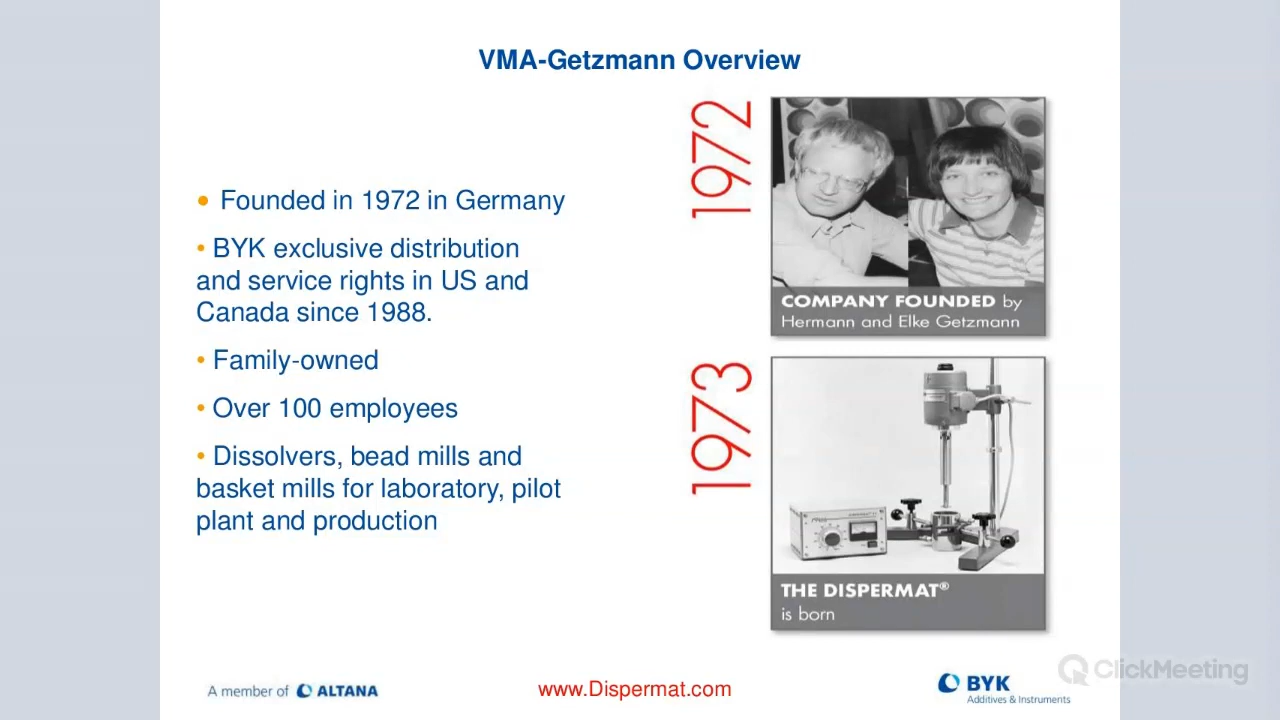 VMA-Getzmann Overview
• Founded in 1972 in Germany
• BYK exclusive distribution
and service rights in US and
Canada since 1988.
• Family-owned
• Over 100 employees
• Dissolvers, bead mills and
basket mills for laboratory, pilot
plant and production
1972
COMPANY FOUNDED by
Hermann and Elke Getzmann
1973
THE DISPERMAT®
is born
A member of ALTANA
www.Dispermat.com
BYK
Additives & Instruments
ClickMeeting